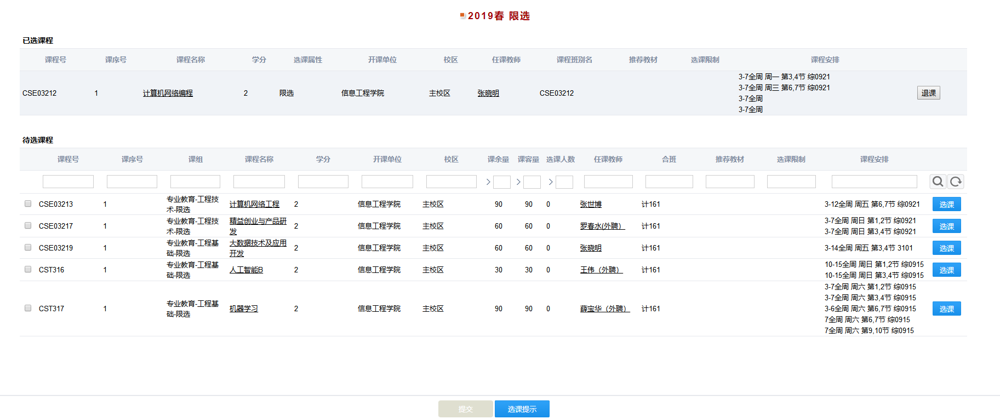 2019春 限选
已选课程
课程号 课序号 课程名称 学分 选课属性 开课单位 校区 任课教师 课程班别名 推荐教材 选课限制 课程安排
CSE03212 1 计算机网络编程 2 限选 信息工程学院 主校区 张晓明 CSE03212 3-7全周 周一 第3,4节 综0921
3-7全周 周三 第6,7节 综0921
3-7全周
3-7全周
退课
待选课程
课程号 课序号 课组 课程名称 学分 开课单位 校区 课余量 课容量 选课人数 任课教师 合班 推荐教材 选课限制 课程安排
> > >
CSE03213 1 专业教育-工程技
术-限选 计算机网络工程 2 信息工程学院 主校区 90 90 0 张世博 计161 3-12全周 周五 第6,7节 综0921 选课
CSE03217 1 专业教育-工程技
术-限选 精益创业与产品研
发 2 信息工程学院 主校区 60 60 0 罗春水(外聘） 计161 3-7全周 周日 第1,2节 综0921
3-7全周 周日 第3,4节 综0921 选课
CSE03219 1 专业教育-工程基
础-限选 大数据技术及应用
开发 2 信息工程学院 主校区 60 60 0 张晓明 计161 3-14全周 周五 第3,4节 3101 选课
CST316 1 专业教育-工程基
础-限选 人工智能B 2 信息工程学院 主校区 30 30 0 王伟（外聘） 计161 10-15全周 周日 第1,2节 综0915
10-15全周 周日 第3,4节 综0915 选课
CST317 1 专业教育-工程基
础-限选 机器学习 2 信息工程学院 主校区 90 90 0 薛宝华（外聘） 计161 3-7全周 周六 第1,2节 综0915
3-7全周 周六 第3,4节 综0915
3-6全周 周六 第6,7节 综0915
7全周 周六 第6,7节 综0915
7全周 周六 第9,10节 综0915
选课
提交 选课提示